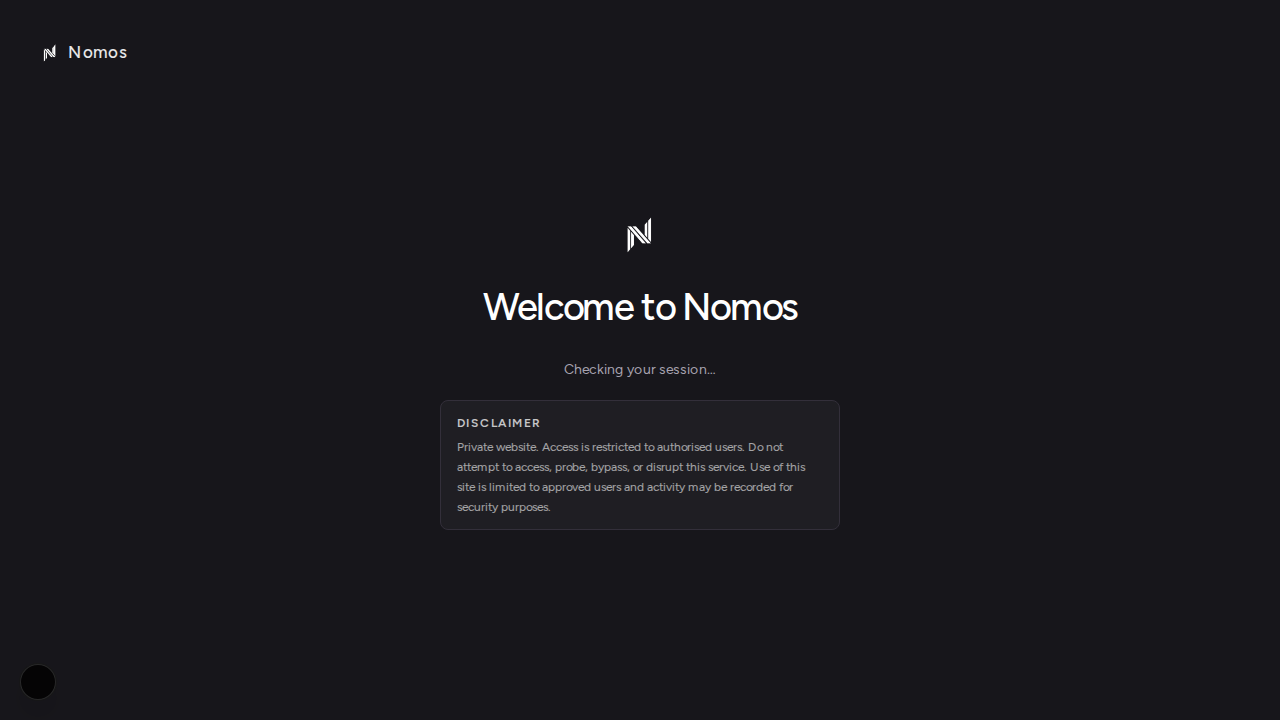 Nomos
Welcome to Nomos
Checking your session...
DISCLAIMER
Private website. Access is restricted to authorised users. Do not
attempt to access, probe, bypass, or disrupt this service. Use of this
site is limited to approved users and activity may be recorded for
security purposes.